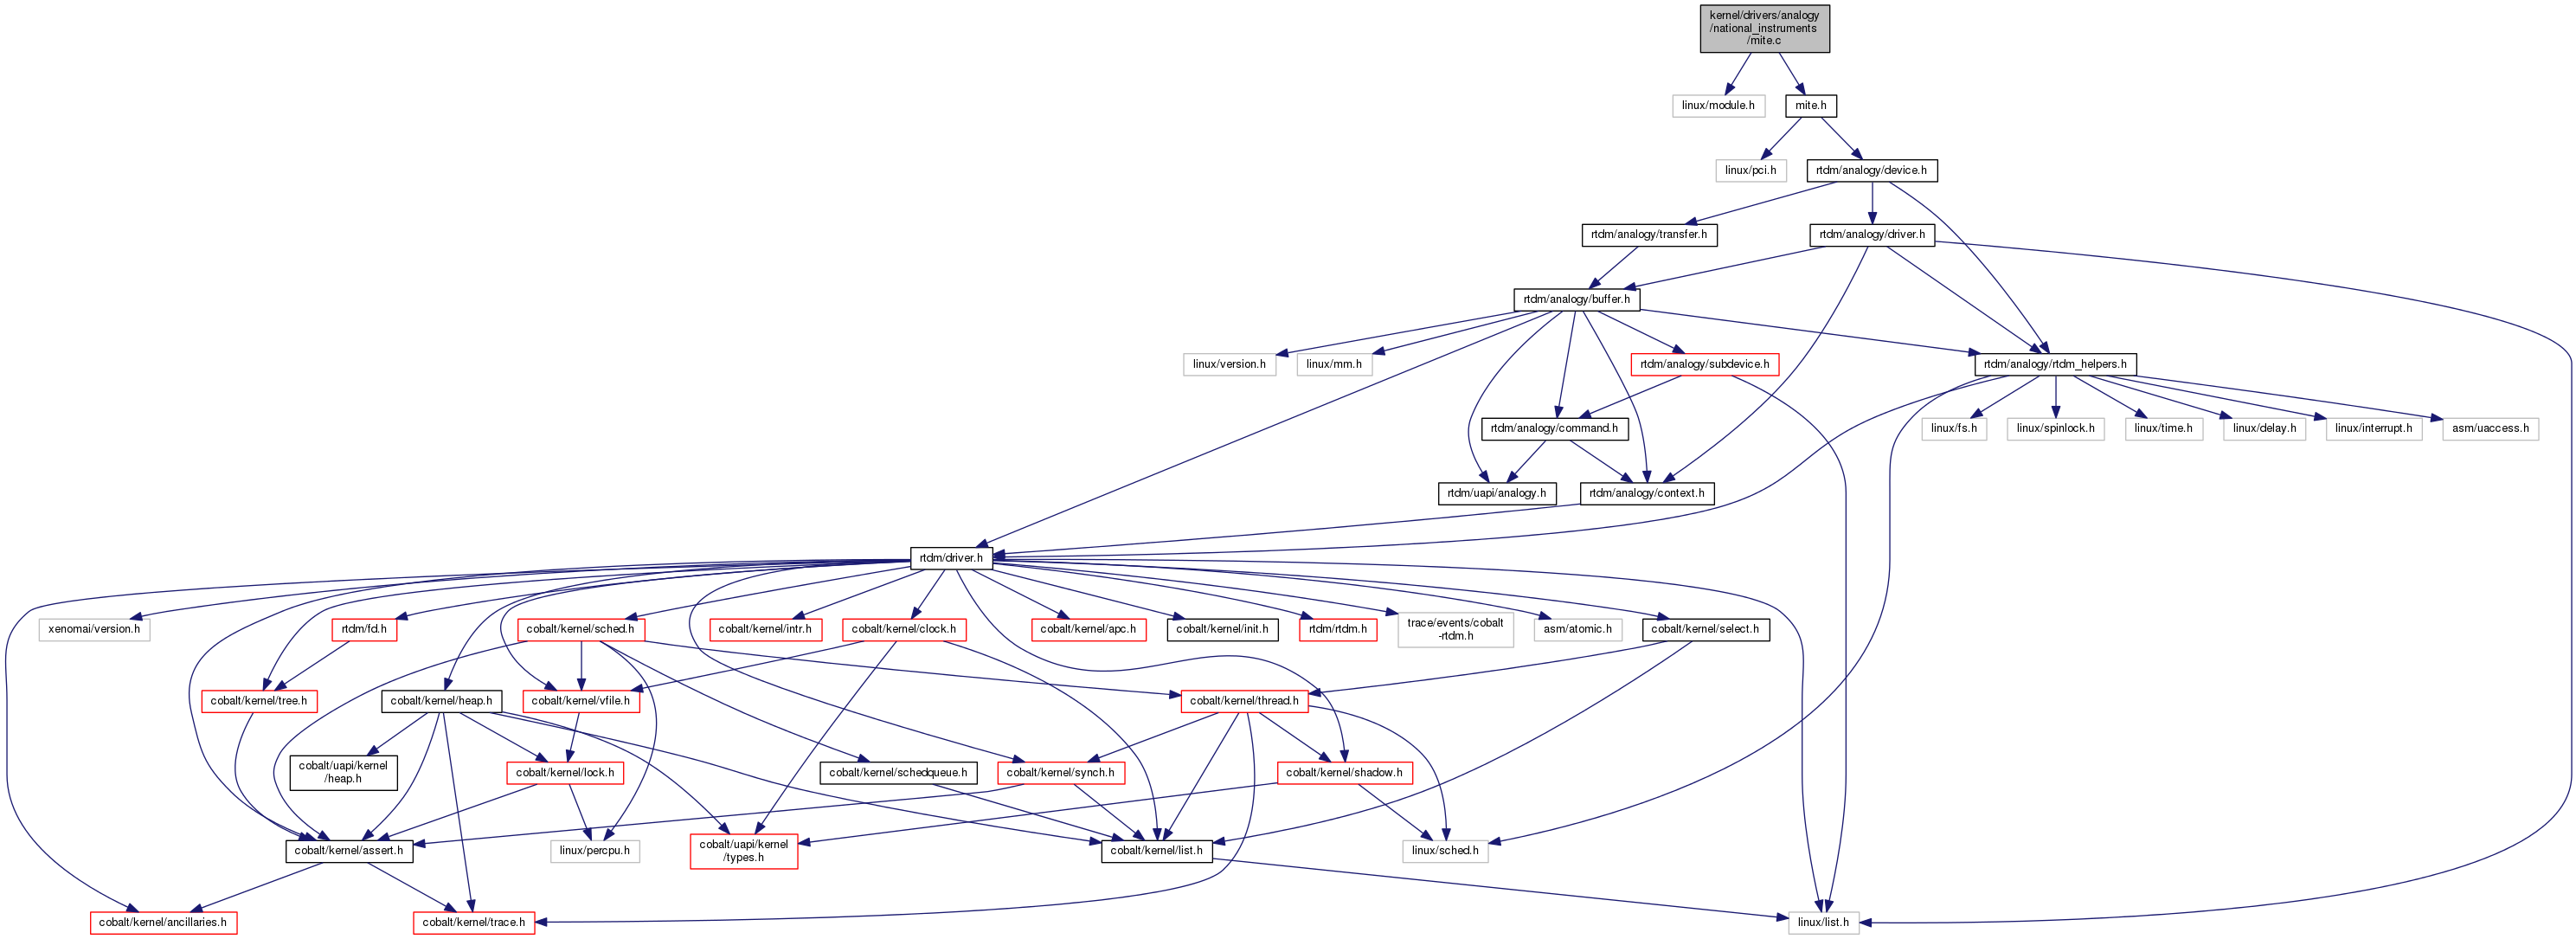 kernel/drivers/analogy
/national_instruments
/mite.c
linux/module.h
mite.h
linux/pci.h
rtdm/analogy/device.h
rtdm/analogy/transfer.h
rtdm/analogy/driver.h
rtdm/analogy/buffer.h
linux/version.h
linux/mm.h
rtdm/analogy/subdevice.h
rtdm/analogy/rtdm_helpers.h
rtdm/analogy/command.h
linux/fs.h
linux/spinlock.h
linux/time.h
linux/delay.h
linux/interrupt.h
asm/uaccess.h
rtdm/uapi/analogy.h
rtdm/analogy/context.h
rtdm/driver.h
xenomai/version.h
rtdm/fd.h
cobalt/kernel/sched.h
cobalt/kernel/intr.h
cobalt/kernel/clock.h
cobalt/kernel/apc.h
cobalt/kernel/init.h
rtdm/rtdm.h
trace/events/cobalt
-rtdm.h
asm/atomic.h
cobalt/kernel/select.h
cobalt/kernel/tree.h
cobalt/kernel/heap.h
cobalt/kernel/vfile.h
cobalt/kernel/thread.h
cobalt/uapi/kernel
/heap.h
cobalt/kernel/lock.h
cobalt/kernel/schedqueue.h
cobalt/kernel/synch.h
cobalt/kernel/shadow.h
cobalt/kernel/assert.h
linux/percpu.h
cobalt/uapi/kernel
/types.h
cobalt/kernel/list.h
linux/sched.h
cobalt/kernel/ancillaries.h
cobalt/kernel/trace.h
linux/list.h